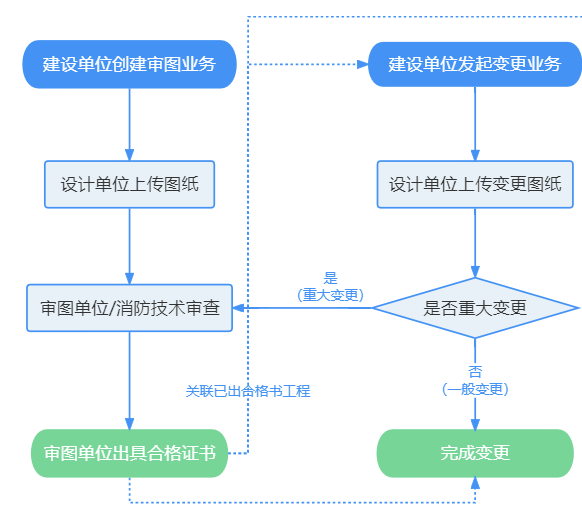 建设单位创建审图业务
建设单位发起变更业务
设计单位上传图纸
设计单位上传变更图纸
是
（重大变更）
审图单位/消防技术审查
是否重大变更
否
（一般变更）
关联已出合格书工程
审图单位出具合格证书
完成变更